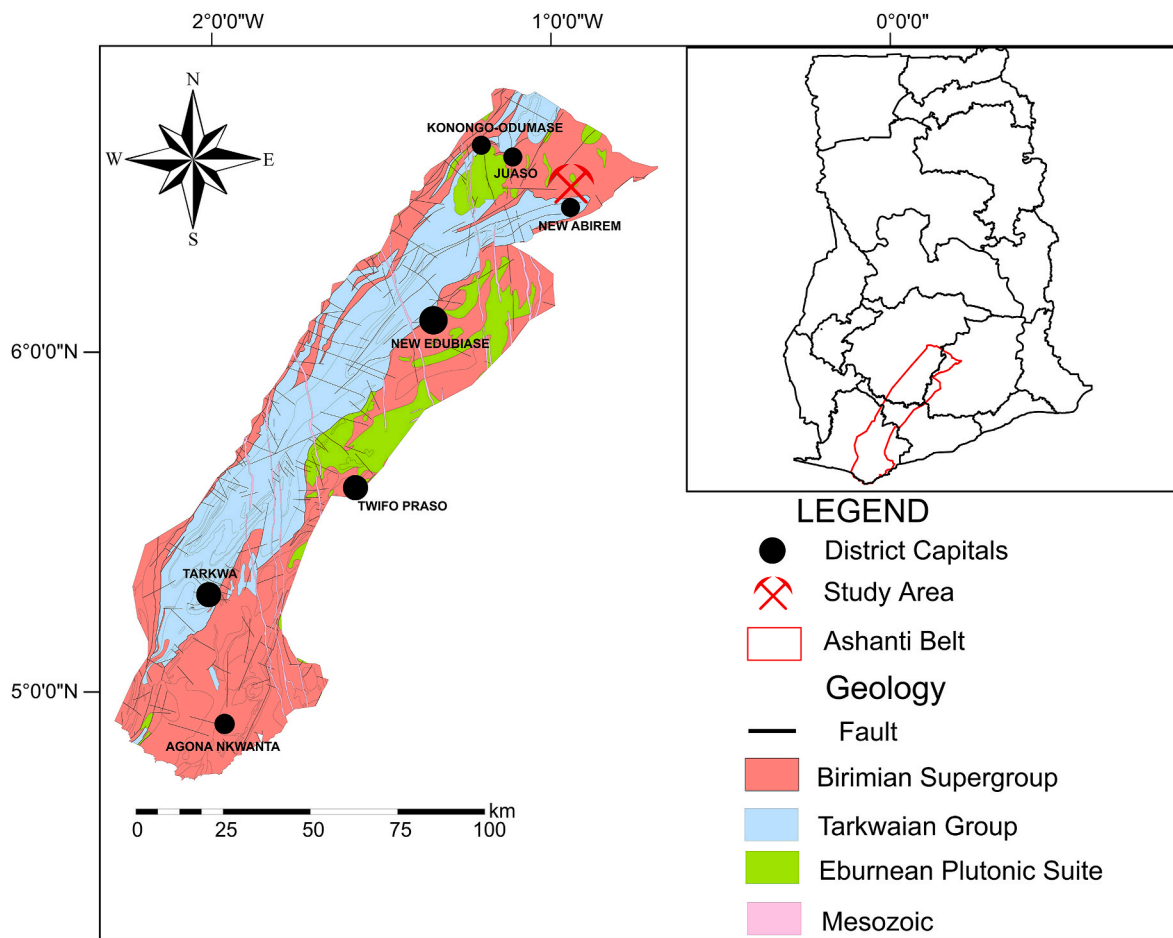 2°0'0"W
1°0'0"W
0°0'0"
N
W
E
S
KONONGO-ODUMASE
JUASO
NEW ABIREM
6°0'0"N
NEW EDUBIASE
TWIFO PRASO
TARKWA
5°0'0"N
AGONA NKWANTA
km
0 25 50 75 100
LEGEND
District Capitals
Study Area
Ashanti Belt
Geology
Fault
Birimian Supergroup
Tarkwaian Group
Eburnean Plutonic Suite
Mesozoic